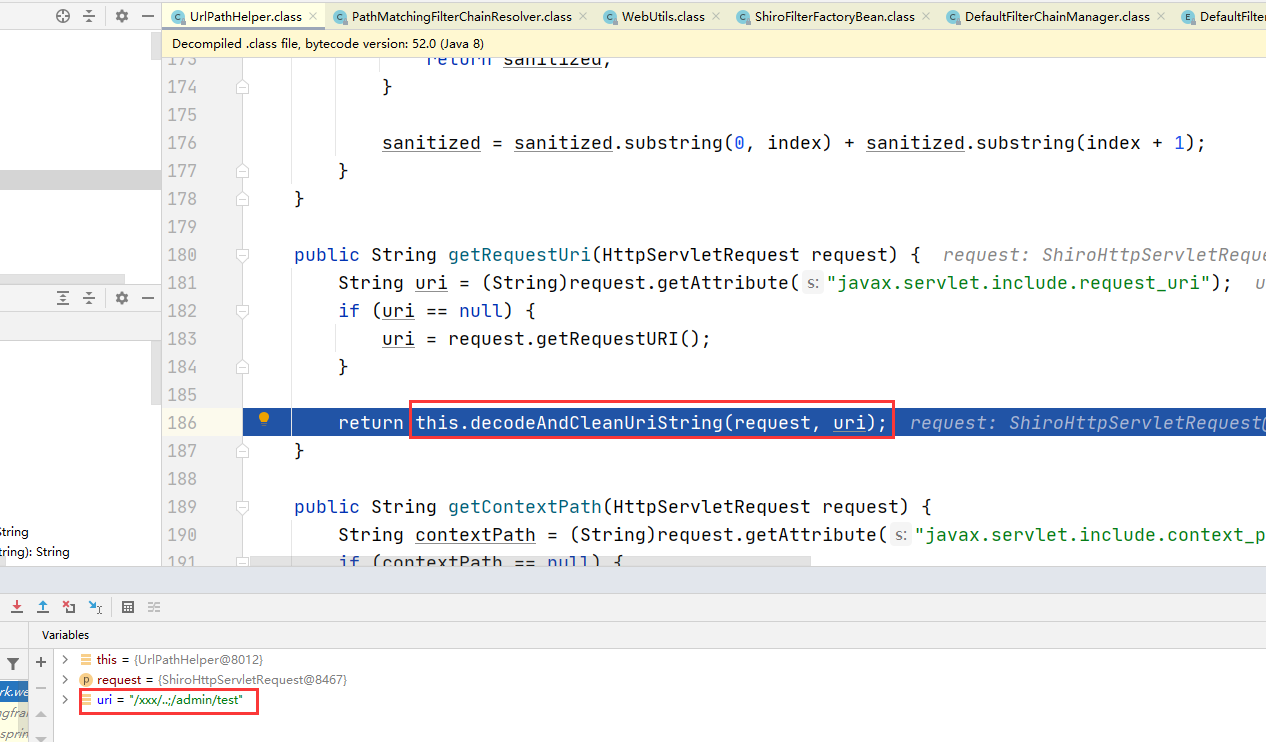 UrlPathHelper.class PathMatchingFilterChainResolver.class WebUtils.class ShiroFilterFactoryBean.class DefaultFilterChainManager.class DefaultFilter
Decompiled .class file, bytecode version: 52.0 (Java 8)
173 return sanitized;
174 }
175
176 sanitized = sanitized.substring(0, index) + sanitized.substring(index + 1);
177 }
178 }
179
180 public String getRequestUri(HttpServletRequest request) { request: ShiroHttpServletReque
181 String uri = (String)request.getAttribute( s: "javax.servlet.include.request_uri"); u
182 if (uri == null) {
183 uri = request.getRequestURI();
184 }
185
186 return this.decodeAndCleanUriString(request, uri); request: ShiroHttpServletRequest@
187 }
188
189 public String getContextPath(HttpServletRequest request) {
190 String contextPath = (String)request.getAttribute( s: "javax.servlet.include.context_p
191 if (contextPath == null) {
String
tring): String
Variables
this = {UrlPathHelper@8012}
request = {ShiroHttpServletRequest@8467}
uri = "/xxx/..;/admin/test"
rk.we
ngfra
sprin